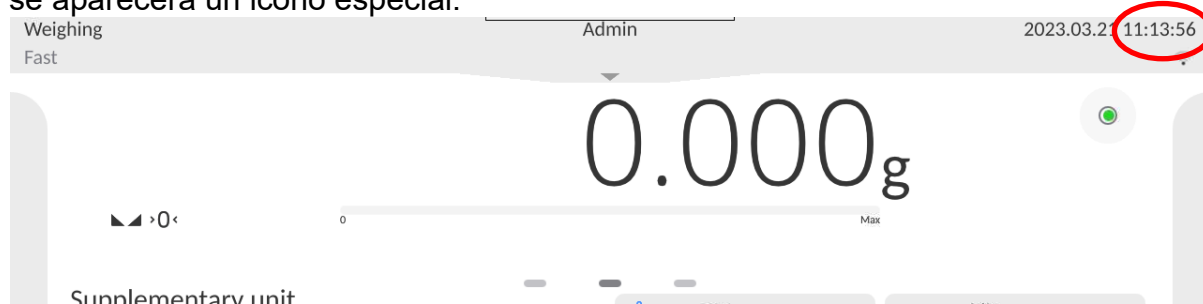 se aparecerá un icono especial.
Weighing Admin 2023.03.21 11:13:56
Fast
0.000g
>0<
0 Max
Supplementary unit